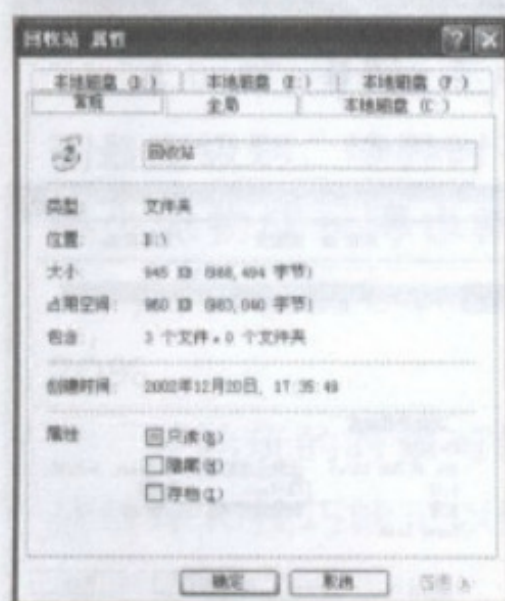 回收站 属性
本地磁盘 (D:) 本地磁盘 (E:) 本地磁盘 (F:)
常规 全局 本地磁盘 (C:)
回收站
类型: 文件夹
位置:
大小: 945 KB (968,494 字节)
占用空间: 960 KB (983,040 字节)
包含: 3 个文件，0 个文件夹
创建时间: 2002年12月20日, 17:35:49
属性: 只读(R)
隐藏(H)
存档(I)
确定 取消 应用(A)